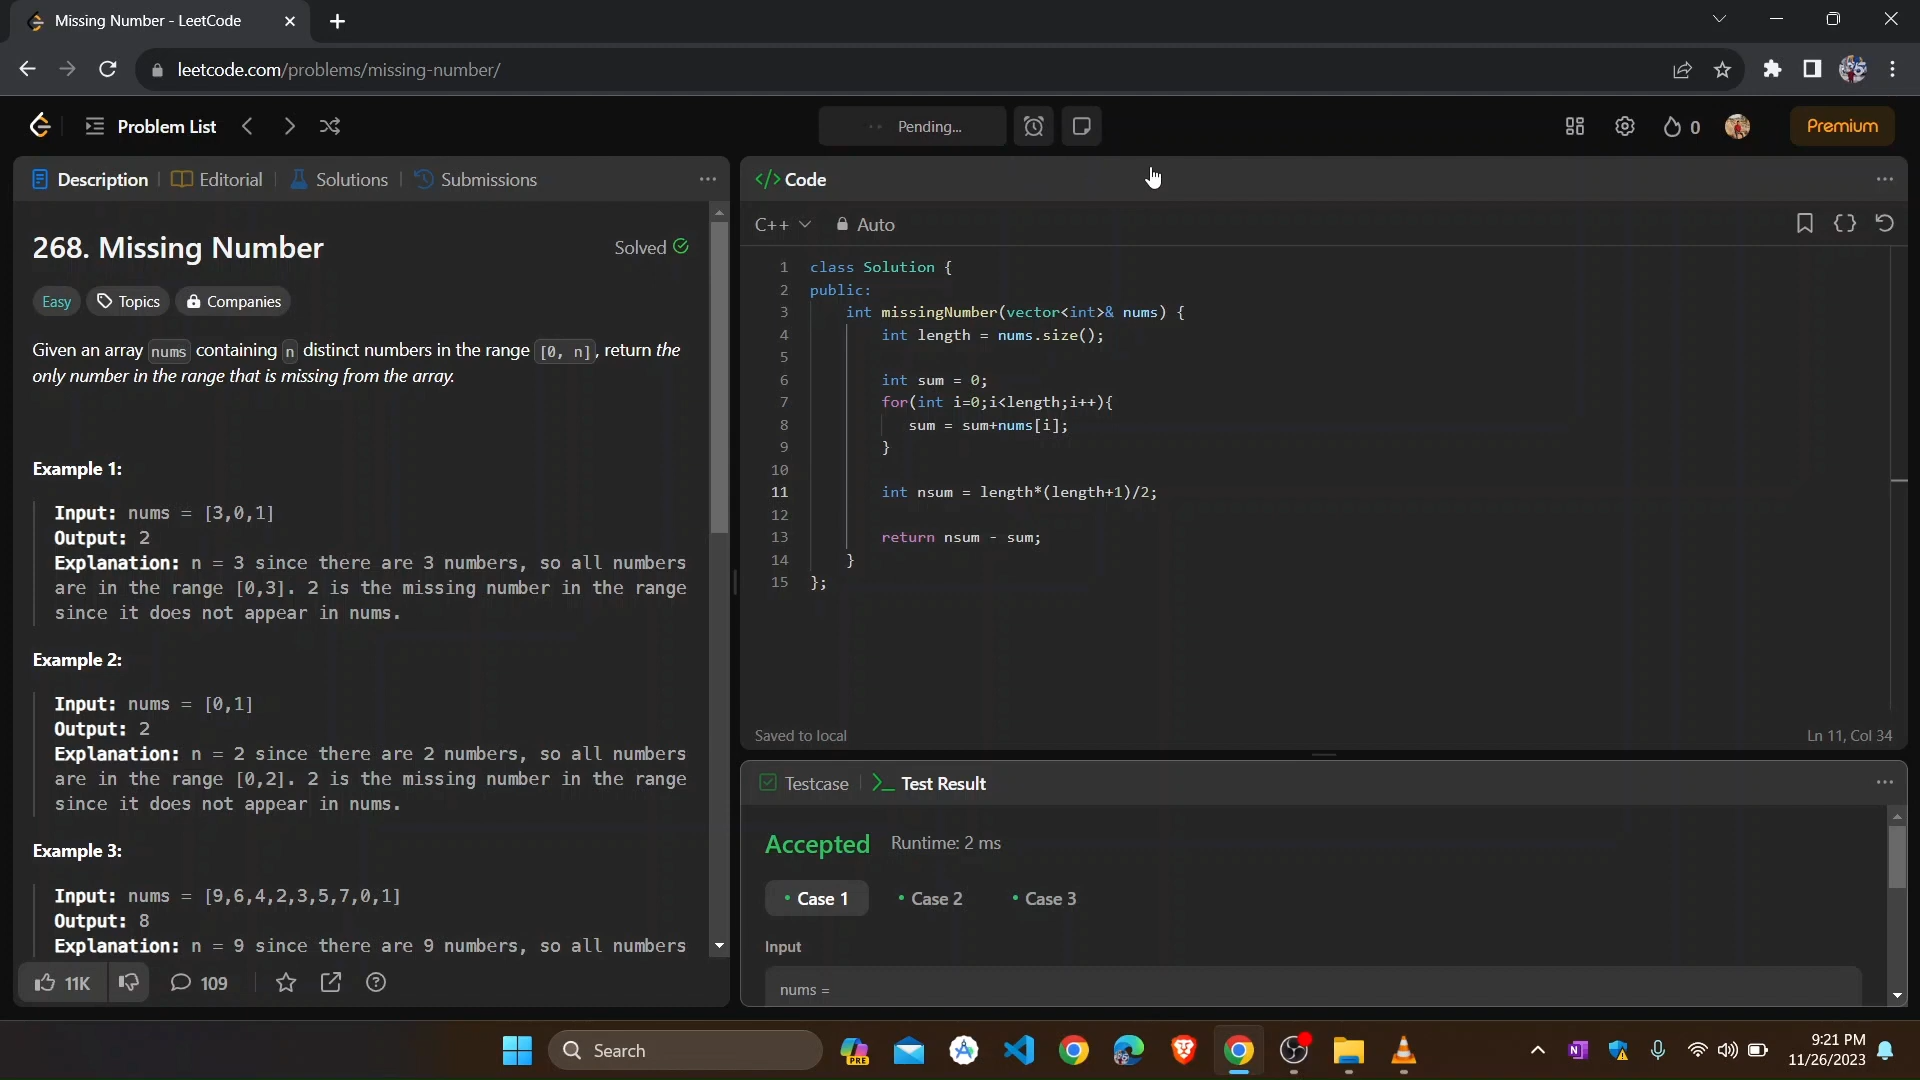 Missing Number - LeetCode
leetcode.com/problems/missing-number/
Problem List
Pending...
0
Premium
Description
Editorial
Solutions
Submissions
268. Missing Number
Solved
Easy
Topics
Companies
Given an array nums containing n distinct numbers in the range [0, n], return the
only number in the range that is missing from the array.
Example 1:
Input: nums = [3,0,1]
Output: 2
Explanation: n = 3 since there are 3 numbers, so all numbers
are in the range [0,3]. 2 is the missing number in the range
since it does not appear in nums.
Example 2:
Input: nums = [0,1]
Output: 2
Explanation: n = 2 since there are 2 numbers, so all numbers
are in the range [0,2]. 2 is the missing number in the range
since it does not appear in nums.
Example 3:
Input: nums = [9,6,4,2,3,5,7,0,1]
Output: 8
Explanation: n = 9 since there are 9 numbers, so all numbers
11K
109
</> Code
C++
Auto
1 class Solution {
2 public:
3 int missingNumber(vector<int>& nums) {
4 int length = nums.size();
5
6 int sum = 0;
7 for(int i=0;i<length;i++){
8 sum = sum+nums[i];
9 }
10
11 int nsum = length*(length+1)/2;
12
13 return nsum - sum;
14 }
15 };
Saved to local
Ln 11, Col 34
Testcase
Test Result
Accepted
Runtime: 2 ms
Case 1
Case 2
Case 3
Input
nums =
Search
PRE
9:21 PM
11/26/2023